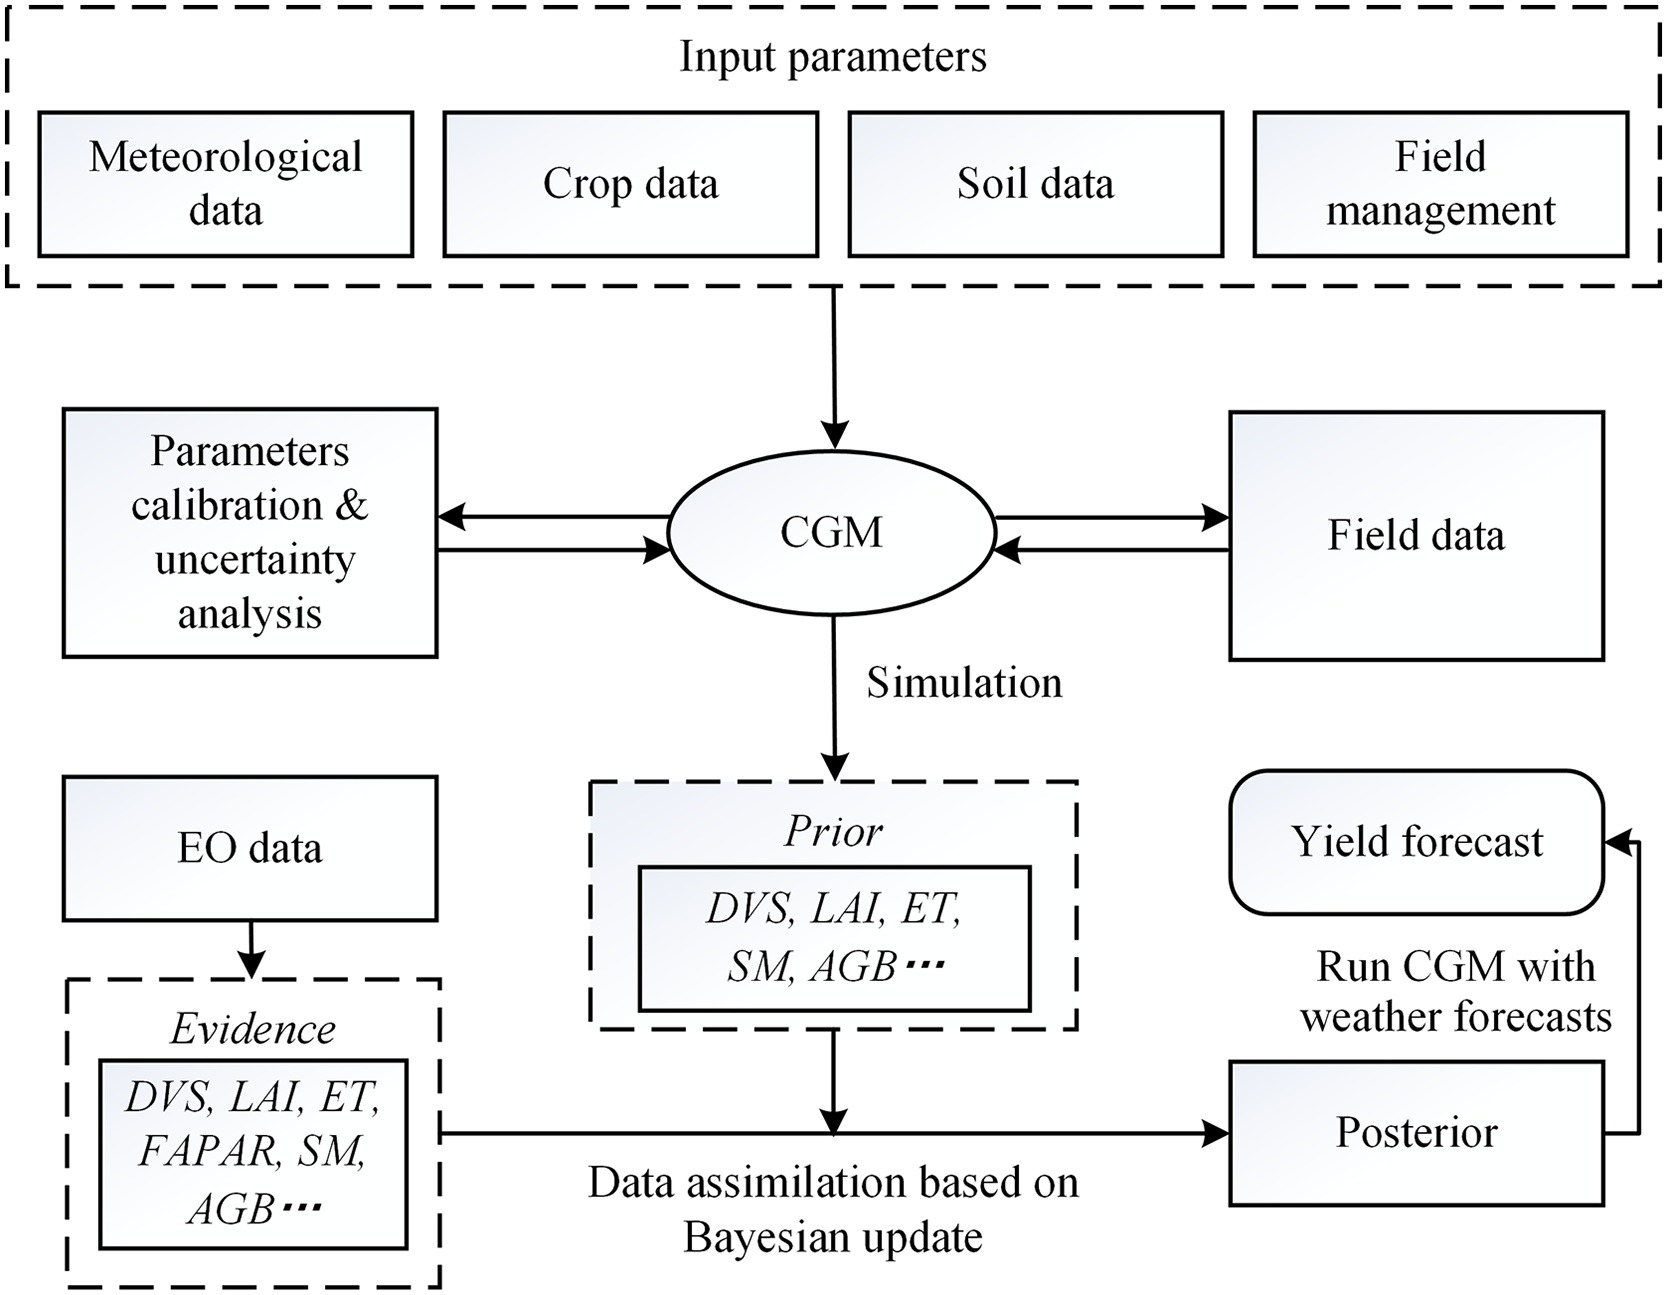 Input parameters
Meteorological
data
Crop data
Soil data
Field
management
Parameters
calibration &
uncertainty
analysis
CGM
Field data
Simulation
EO data
Prior
DVS, LAI, ET,
SM, AGB···
Yield forecast
Run CGM with
weather forecasts
Evidence
DVS, LAI, ET,
FAPAR, SM,
AGB···
Data assimilation based on
Bayesian update
Posterior